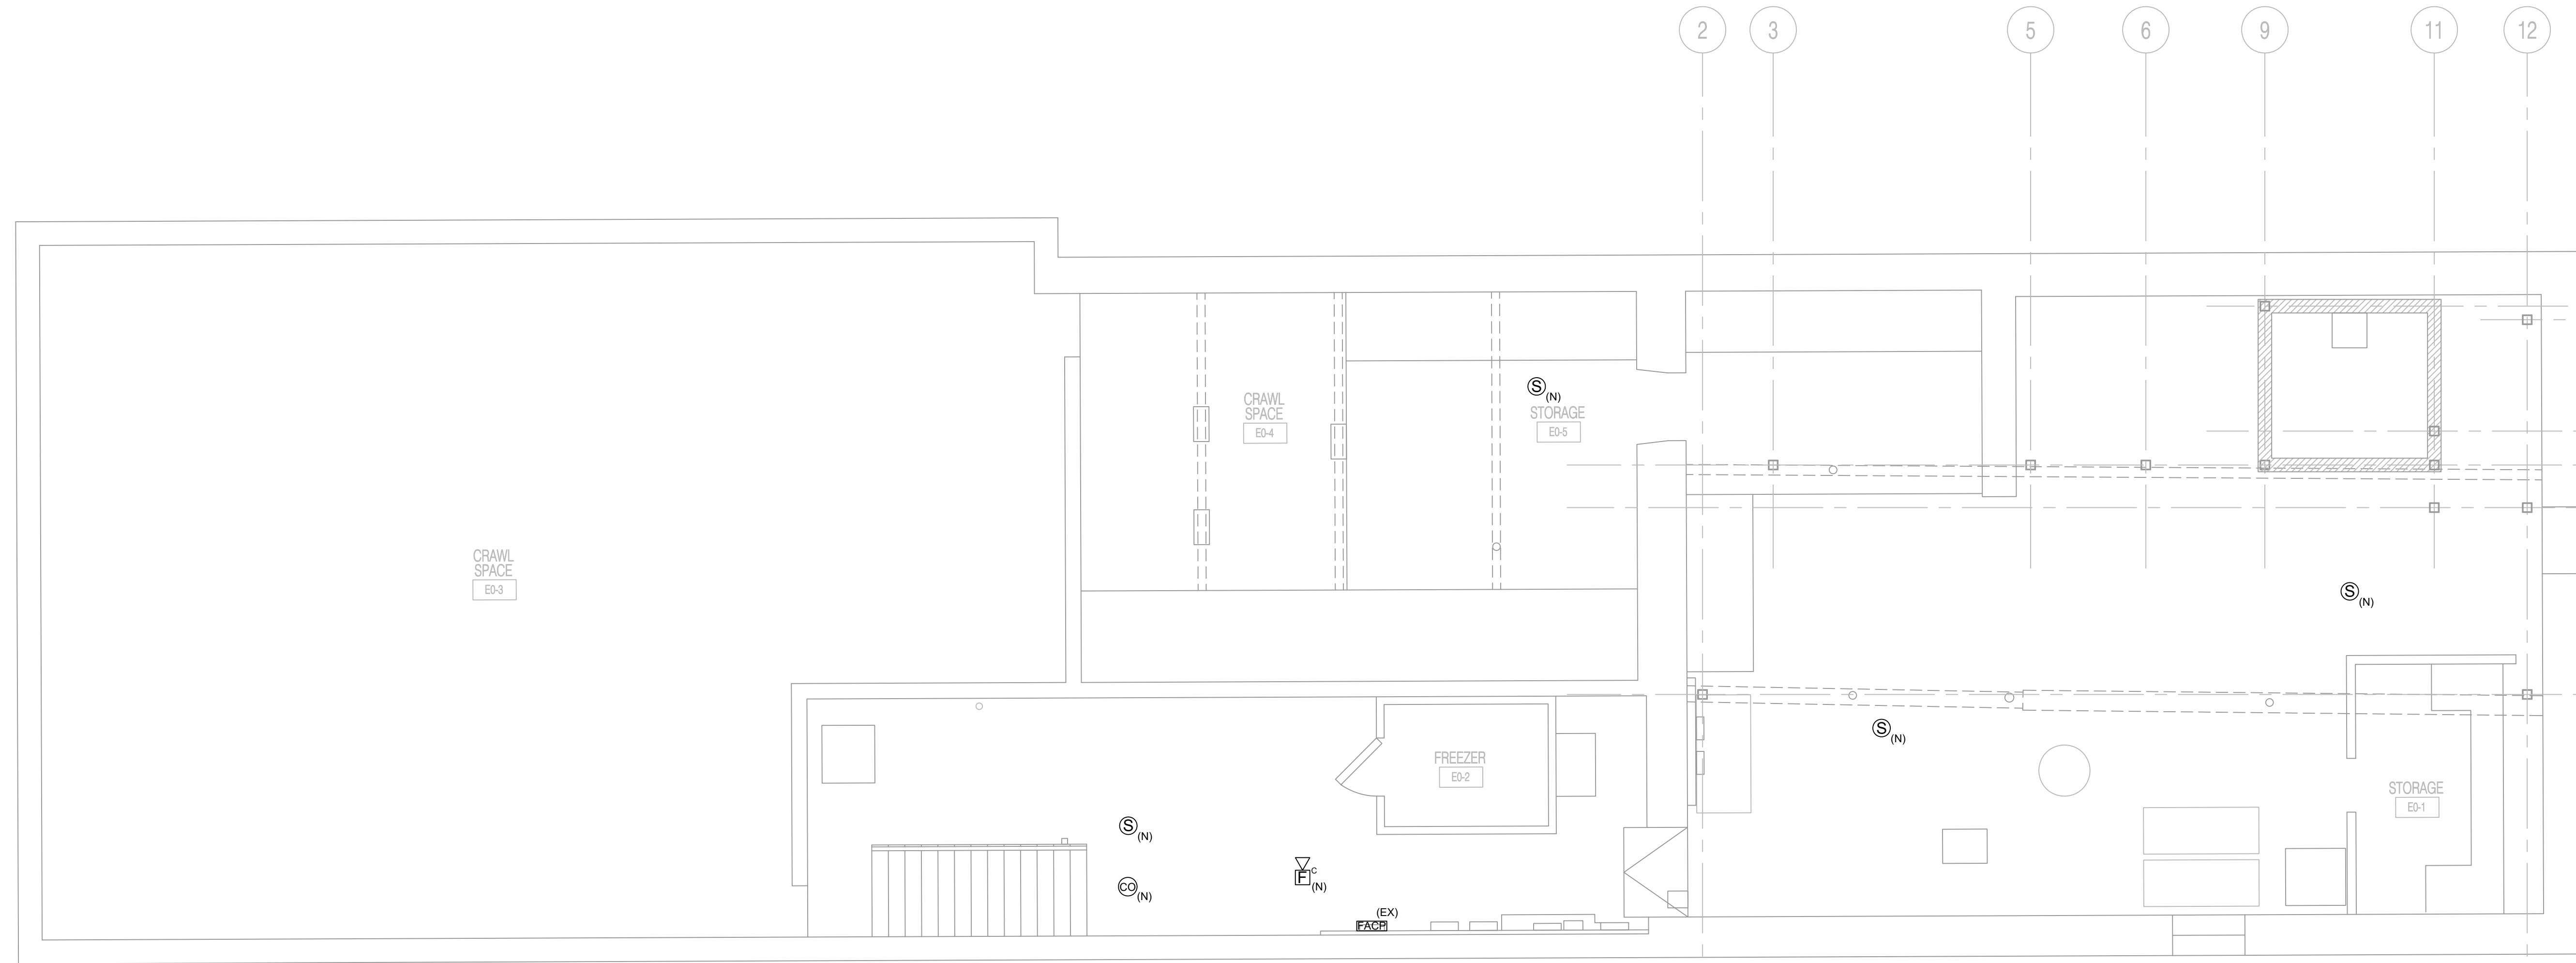 2 3 5 6 9 11 12
S
(N)
CRAWL
SPACE
E0-4
STORAGE
E0-5
CRAWL
SPACE
E0-3
S
(N)
S
(N)
FREEZER
E0-2
STORAGE
E0-1
S
(N)
CO
(N)
F
C
(N)
(EX)
FACP